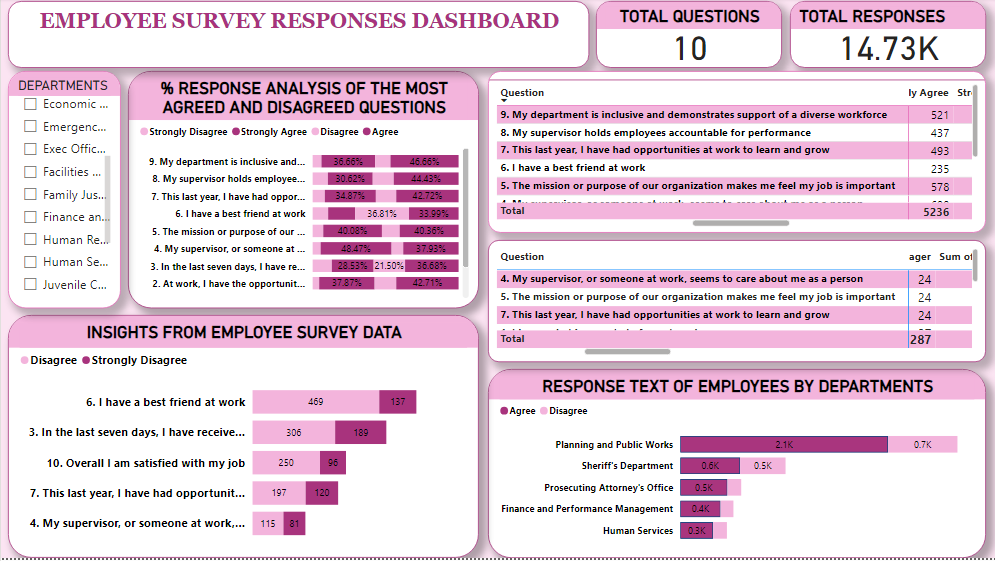 EMPLOYEE SURVEY RESPONSES DASHBOARD
TOTAL QUESTIONS
10
TOTAL RESPONSES
14.73K
DEPARTMENTS
Economic ...
Emergenc...
Exec Offic...
Facilities ...
Family Jus...
Finance an...
Human Re...
Human Se...
Juvenile C...
% RESPONSE ANALYSIS OF THE MOST
AGREED AND DISAGREED QUESTIONS
Strongly Disagree Strongly Agree Disagree Agree
9. My department is inclusive and... 36.66% 46.66%
8. My supervisor holds employee... 30.62% 44.43%
7. This last year, I have had oppor... 34.87% 42.72%
6. I have a best friend at work 36.81% 33.99%
5. The mission or purpose of our ... 40.08% 40.36%
4. My supervisor, or someone at ... 48.47% 37.93%
3. In the last seven days, I have re... 28.53% 21.50% 36.68%
2. At work, I have the opportunit... 37.87% 42.71%
Question ly Agree Str
9. My department is inclusive and demonstrates support of a diverse workforce 521
8. My supervisor holds employees accountable for performance 437
7. This last year, I have had opportunities at work to learn and grow 493
6. I have a best friend at work 235
5. The mission or purpose of our organization makes me feel my job is important 578
Total 5236
Question ager Sum of
4. My supervisor, or someone at work, seems to care about me as a person 24
5. The mission or purpose of our organization makes me feel my job is important 24
7. This last year, I have had opportunities at work to learn and grow 24
Total 287
INSIGHTS FROM EMPLOYEE SURVEY DATA
Disagree Strongly Disagree
6. I have a best friend at work 469 137
3. In the last seven days, I have receive... 306 189
10. Overall I am satisfied with my job 250 96
7. This last year, I have had opportunit... 197 120
4. My supervisor, or someone at work,... 115 81
RESPONSE TEXT OF EMPLOYEES BY DEPARTMENTS
Agree Disagree
Planning and Public Works 2.1K 0.7K
Sheriff's Department 0.6K 0.5K
Prosecuting Attorney's Office 0.5K
Finance and Performance Management 0.4K
Human Services 0.3K